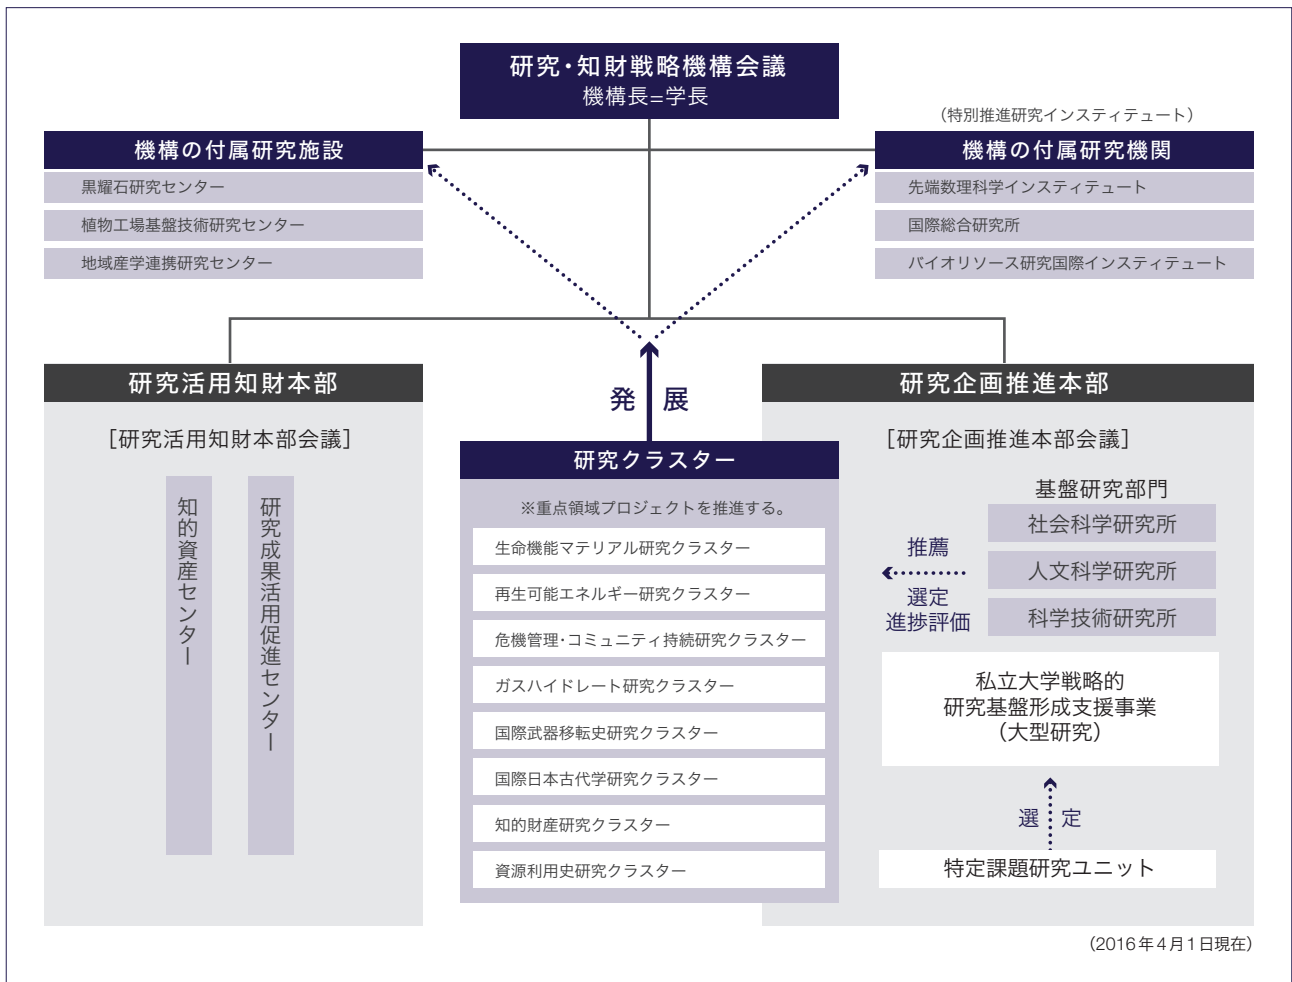 研究・知財戦略機構会議
機構長=学長
(特別推進研究インスティテュート)
機構の付属研究施設
黒耀石研究センター
植物工場基盤技術研究センター
地域産学連携研究センター
機構の付属研究機関
先端数理科学インスティテュート
国際総合研究所
バイオリソース研究国際インスティテュート
発展
研究活用知財本部
[研究活用知財本部会議]
知的資産センター
研究成果活用促進センター
研究クラスター
※重点領域プロジェクトを推進する。
生命機能マテリアル研究クラスター
再生可能エネルギー研究クラスター
危機管理・コミュニティ持続研究クラスター
ガスハイドレート研究クラスター
国際武器移転史研究クラスター
国際日本古代学研究クラスター
知的財産研究クラスター
資源利用史研究クラスター
研究企画推進本部
[研究企画推進本部会議]
基盤研究部門
社会科学研究所
人文科学研究所
科学技術研究所
推薦
選定
進捗評価
私立大学戦略的
研究基盤形成支援事業
(大型研究)
選定
特定課題研究ユニット
(2016年4月1日現在)